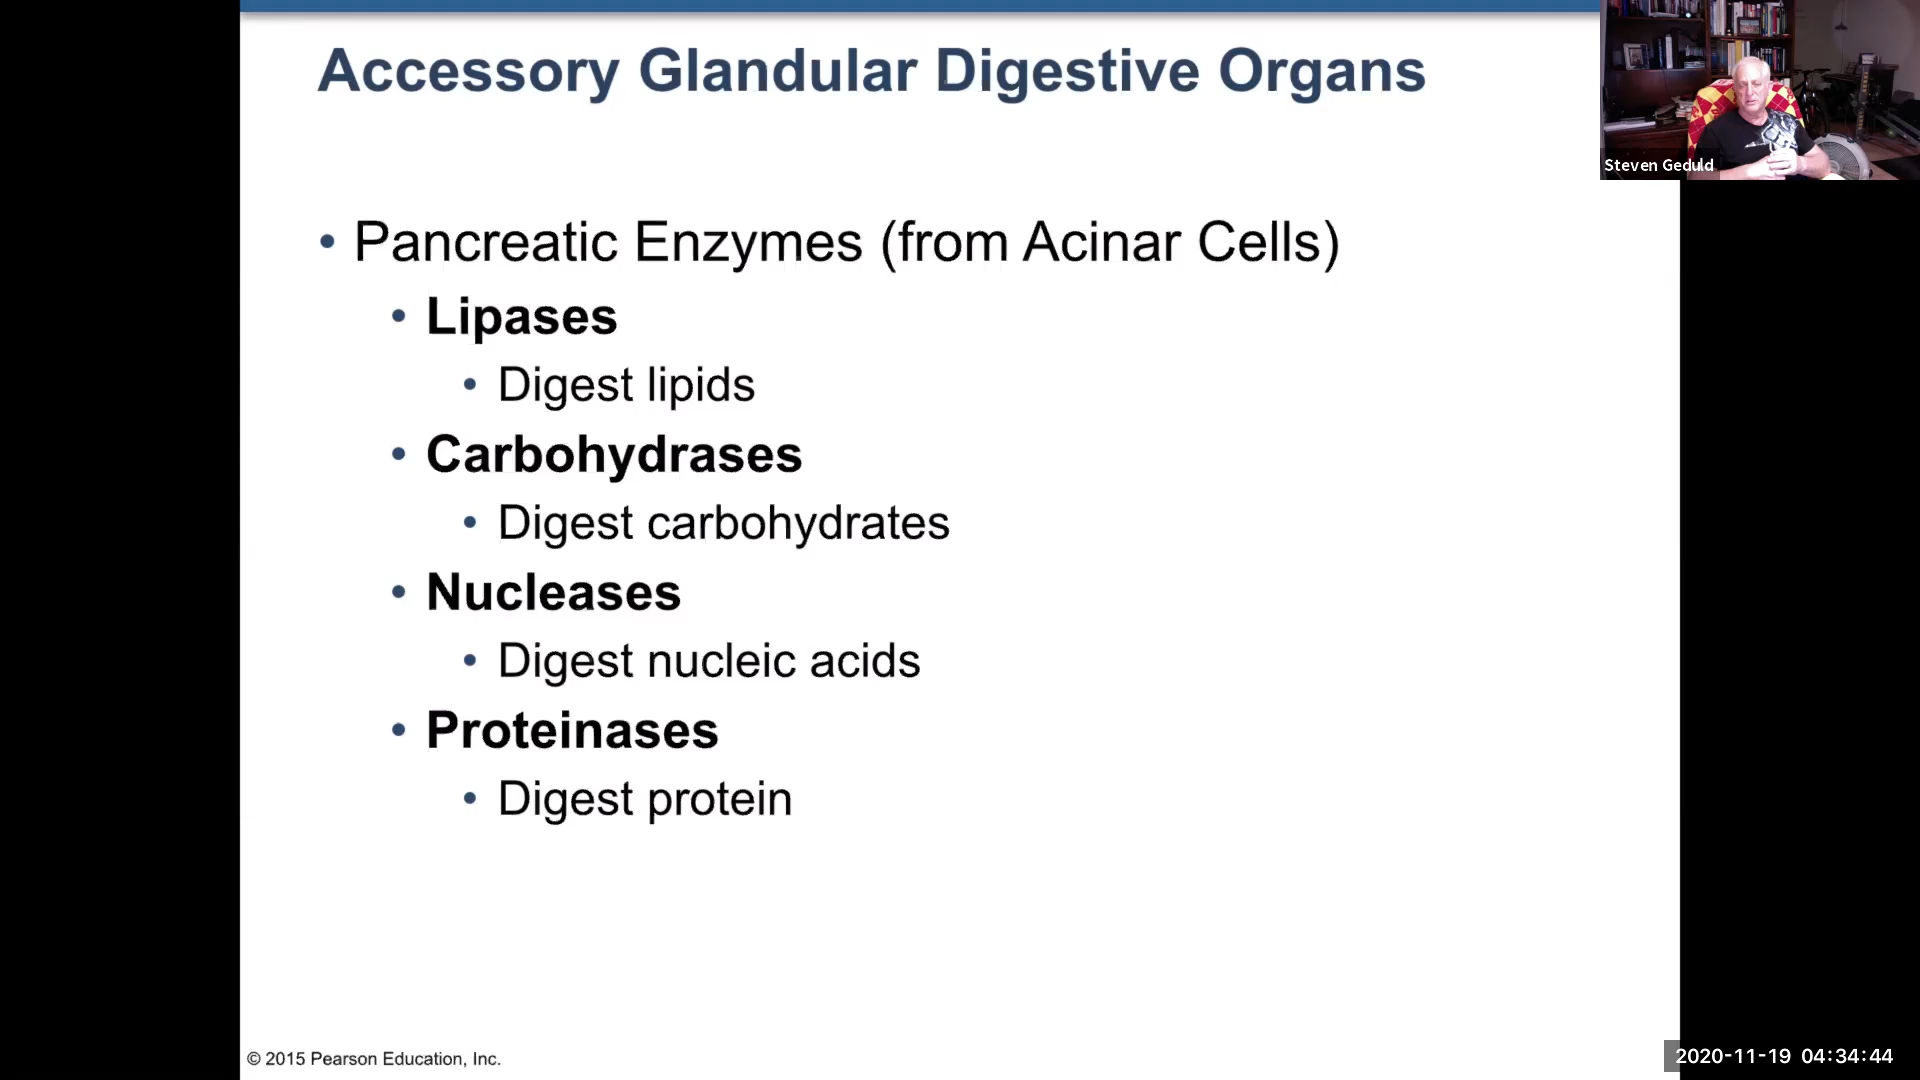 Accessory Glandular Digestive Organs
Steven Geduld
• Pancreatic Enzymes (from Acinar Cells)
• Lipases
• Digest lipids
• Carbohydrases
• Digest carbohydrates
• Nucleases
• Digest nucleic acids
• Proteinases
• Digest protein
© 2015 Pearson Education, Inc.
2020-11-19 04:34:44